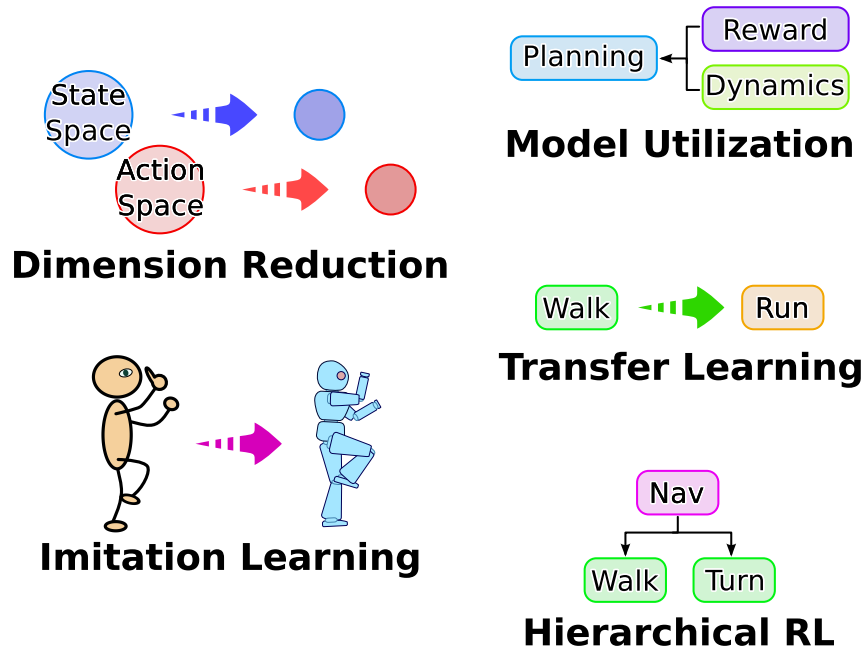 State
Space
Action
Space
Dimension Reduction
Imitation Learning
Planning
Reward
Dynamics
Model Utilization
Walk
Run
Transfer Learning
Nav
Walk
Turn
Hierarchical RL